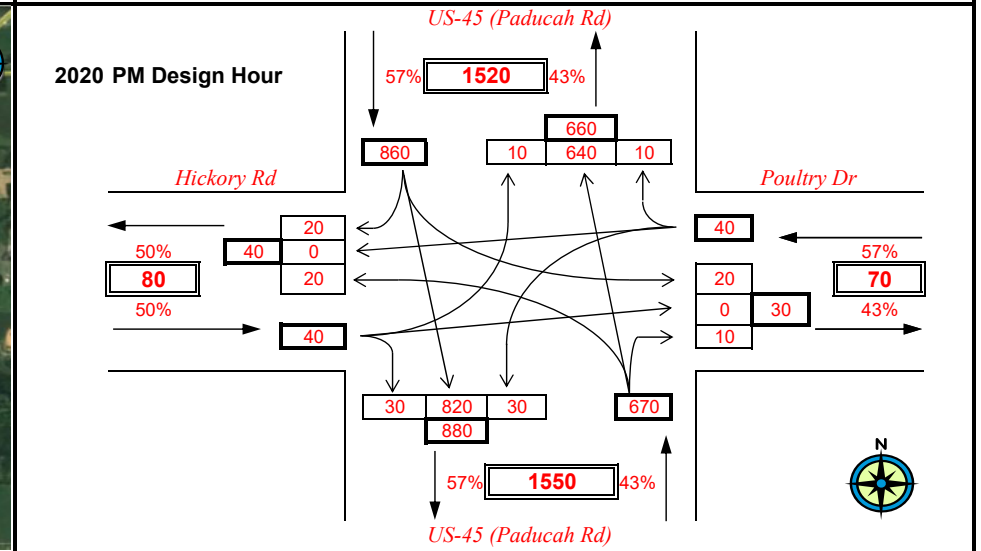 US-45 (Paducah Rd)
2020 PM Design Hour
57% 1520 43%
660
860 10 640 10
Hickory Rd Poultry Dr
20 40
50% 40 0 57%
80 20 20 70
50% 0 30 43%
40 10
30 820 30 670
880
N
57% 1550 43%
US-45 (Paducah Rd)